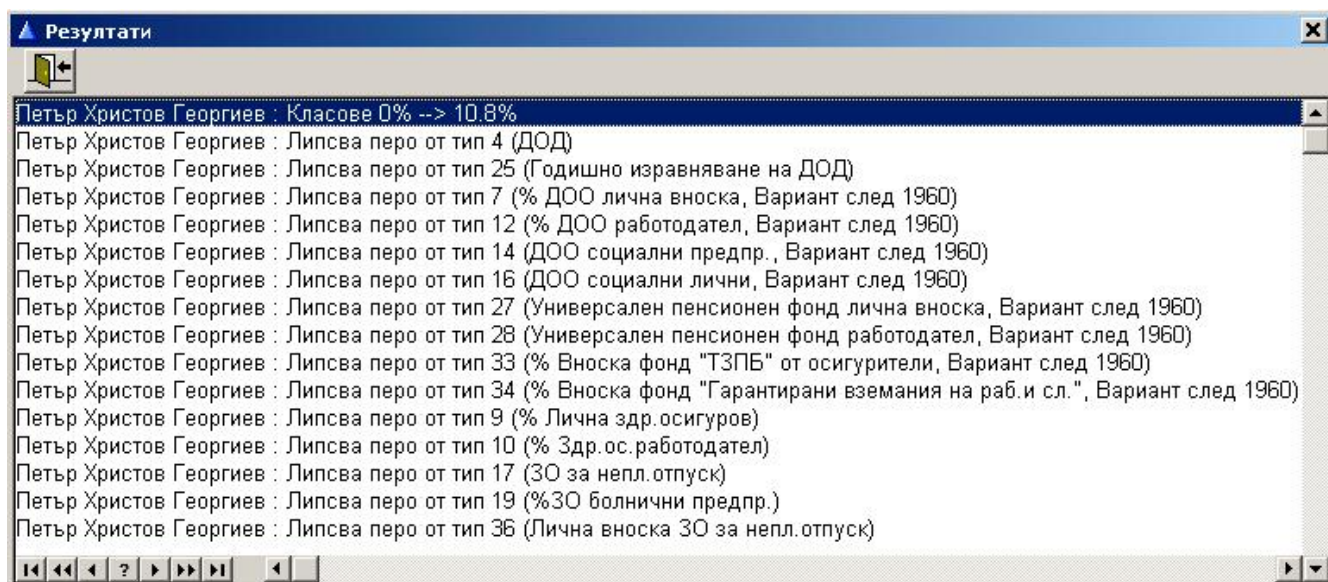 Резултати
Петър Христов Георгиев : Класове 0% --> 10.8%
Петър Христов Георгиев : Липсва перо от тип 4 (ДОД)
Петър Христов Георгиев : Липсва перо от тип 25 (Годишно изравняване на ДОД)
Петър Христов Георгиев : Липсва перо от тип 7 (% ДОО лична вноска, Вариант след 1960)
Петър Христов Георгиев : Липсва перо от тип 12 (% ДОО работодател, Вариант след 1960)
Петър Христов Георгиев : Липсва перо от тип 14 (ДОО социални предпр., Вариант след 1960)
Петър Христов Георгиев : Липсва перо от тип 16 (ДОО социални лични, Вариант след 1960)
Петър Христов Георгиев : Липсва перо от тип 27 (Универсален пенсионен фонд лична вноска, Вариант след 1960)
Петър Христов Георгиев : Липсва перо от тип 28 (Универсален пенсионен фонд работодател, Вариант след 1960)
Петър Христов Георгиев : Липсва перо от тип 33 (% Вноска фонд "ТЗПБ" от осигурители, Вариант след 1960)
Петър Христов Георгиев : Липсва перо от тип 34 (% Вноска фонд "Гарантирани вземания на раб.и сл.", Вариант след 1960)
Петър Христов Георгиев : Липсва перо от тип 9 (% Лична здр.осигуров)
Петър Христов Георгиев : Липсва перо от тип 10 (% Здр.ос.работодател)
Петър Христов Георгиев : Липсва перо от тип 17 (ЗО за непл.отпуск)
Петър Христов Георгиев : Липсва перо от тип 19 (%ЗО болнични предпр.)
Петър Христов Георгиев : Липсва перо от тип 36 (Лична вноска ЗО за непл.отпуск)
?